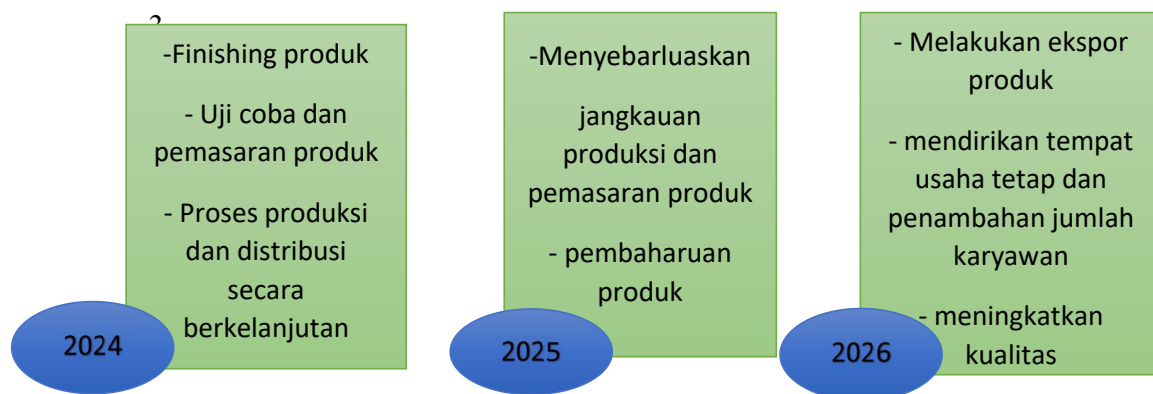 -Finishing produk
- Uji coba dan
pemasaran produk
- Proses produksi
dan distribusi
secara
berkelanjutan
2024
-Menyebarluaskan
jangkauan
produksi dan
pemasaran produk
- pembaharuan
produk
2025
- Melakukan ekspor
produk
- mendirikan tempat
usaha tetap dan
penambahan jumlah
karyawan
- meningkatkan
kualitas
2026